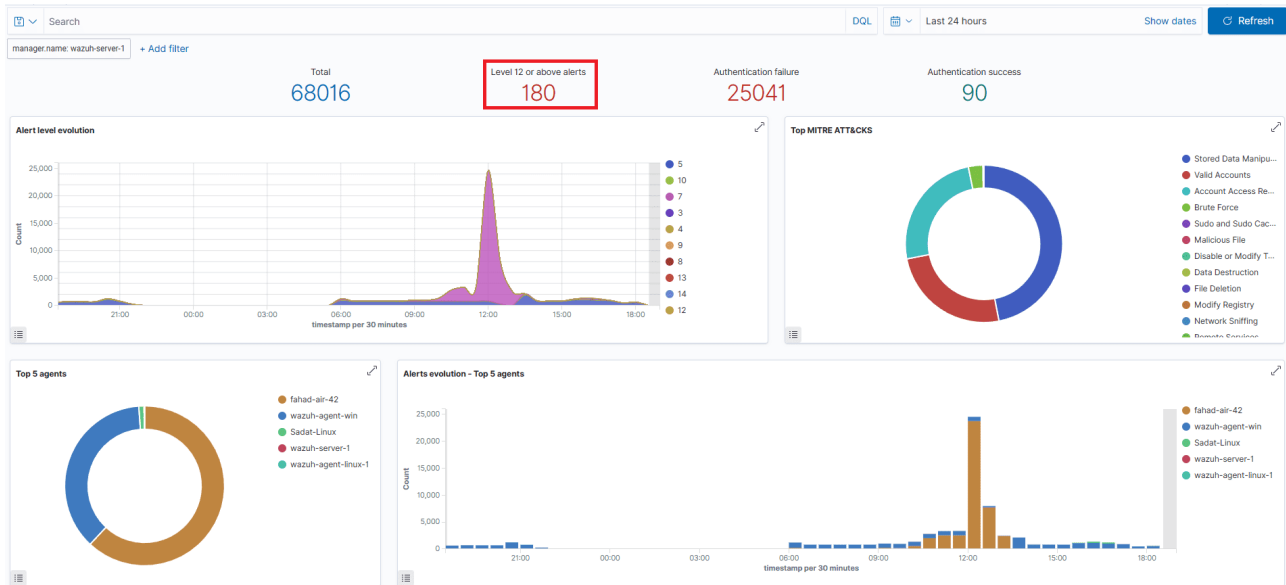 Search DQL Last 24 hours Show dates Refresh
manager.name: wazuh-server-1 + Add filter
Total Level 12 or above alerts Authentication failure Authentication success
68016 180 25041 90
Alert level evolution
25,000
20,000
15,000
10,000
5,000
0
Count
21:00 00:00 03:00 06:00 09:00 12:00 15:00 18:00
timestamp per 30 minutes
5
10
7
3
4
9
8
13
14
12
Top MITRE ATT&CKS
Stored Data Manipu...
Valid Accounts
Account Access Re...
Brute Force
Sudo and Sudo Cac...
Malicious File
Disable or Modify T...
Data Destruction
File Deletion
Modify Registry
Network Sniffing
Remote Services
Top 5 agents
fahad-air-42
wazuh-agent-win
Sadat-Linux
wazuh-server-1
wazuh-agent-linux-1
Alerts evolution - Top 5 agents
25,000
20,000
15,000
10,000
5,000
0
Count
21:00 00:00 03:00 06:00 09:00 12:00 15:00 18:00
timestamp per 30 minutes
fahad-air-42
wazuh-agent-win
Sadat-Linux
wazuh-server-1
wazuh-agent-linux-1